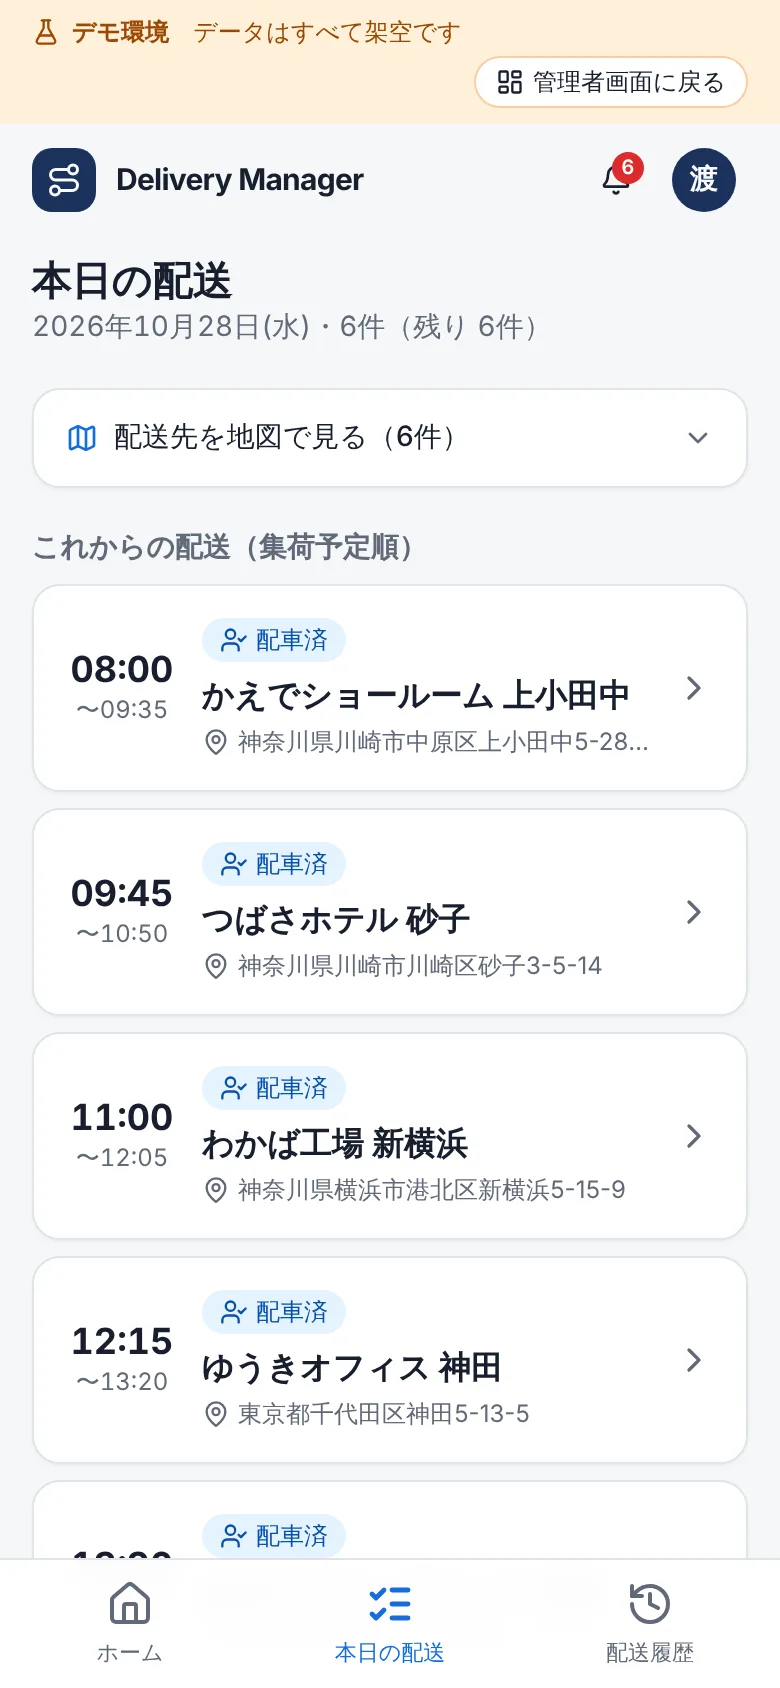 デモ環境 データはすべて架空です
管理者画面に戻る
Delivery Manager
6
渡
本日の配送
2026年10月28日(水)・6件（残り 6件）
配送先を地図で見る（6件）
これからの配送（集荷予定順）
配車済
08:00
〜09:35
かえでショールーム 上小田中
神奈川県川崎市中原区上小田中5-28...
配車済
09:45
〜10:50
つばさホテル 砂子
神奈川県川崎市川崎区砂子3-5-14
配車済
11:00
〜12:05
わかば工場 新横浜
神奈川県横浜市港北区新横浜5-15-9
配車済
12:15
〜13:20
ゆうきオフィス 神田
東京都千代田区神田5-13-5
配車済
ホーム
本日の配送
配送履歴